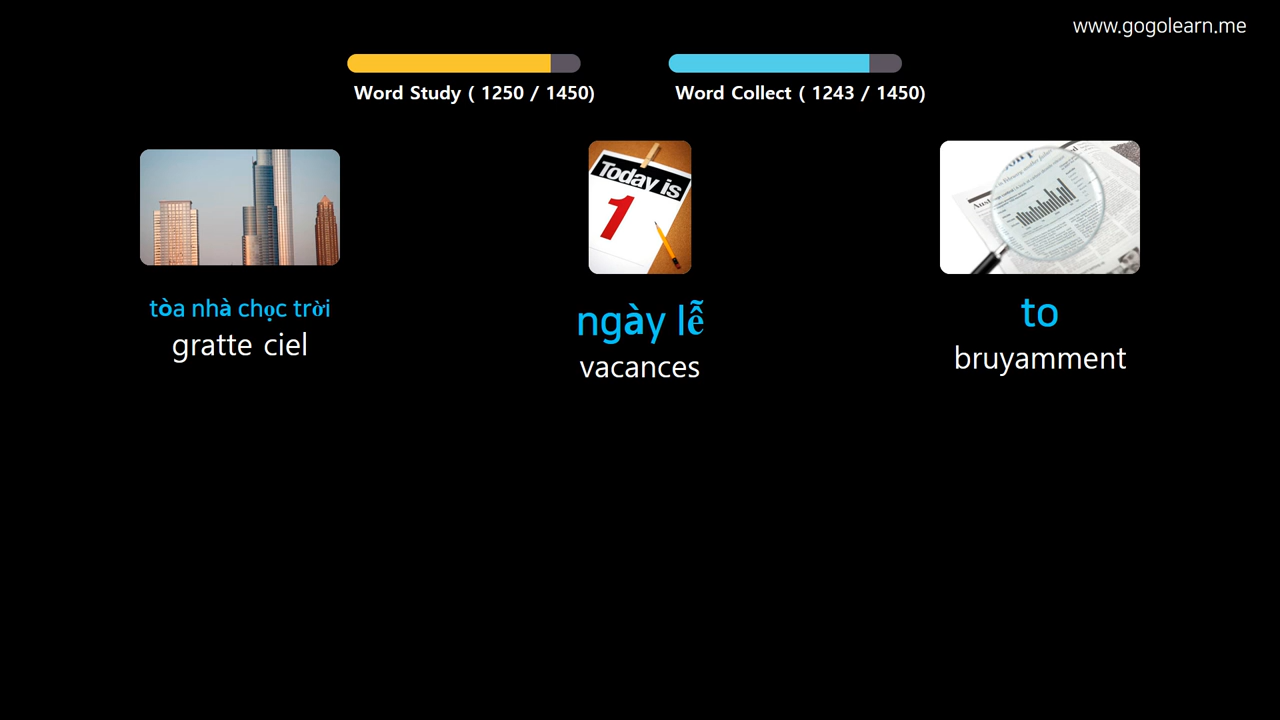 www.gogolearn.me
Word Study ( 1250 / 1450)
Word Collect ( 1243 / 1450)
Today is
1
tòa nhà chọc trời
gratte ciel
ngày lễ
vacances
to
bruyamment